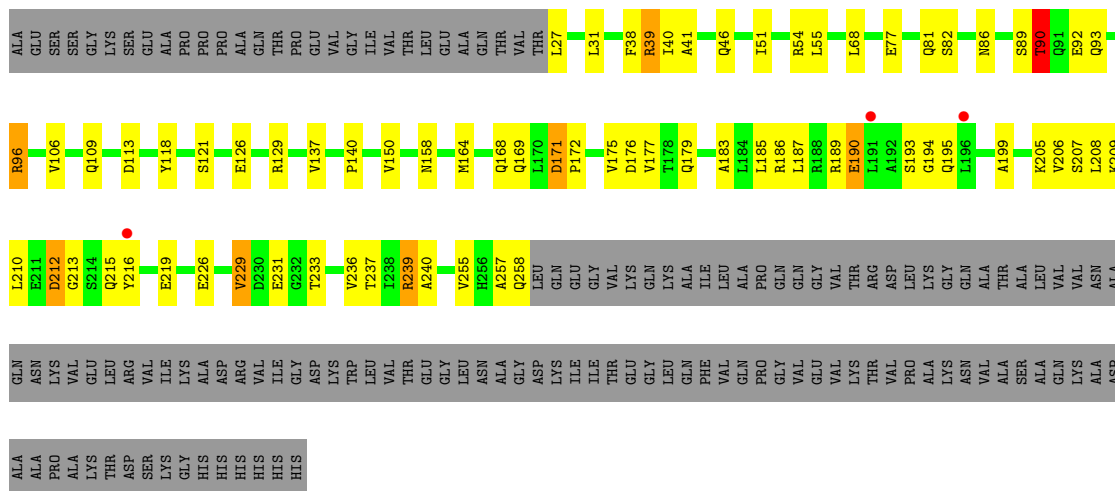 ALA GLU SER SER GLY LYS SER GLU ALA PRO PRO PRO ALA GLN THR PRO GLU VAL GLY ILE VAL THR LEU GLU ALA GLN THR VAL THR L27 L31 F38 R39 I40 A41 Q46 I51 R54 L55 L68 E77 Q81 S82 N86 S89 T90 Q91 E92 Q93
R96 V106 Q109 D113 Y118 S121 E126 R129 V137 P140 V150 N158 M164 Q168 Q169 L170 D171 P172 V175 D176 V177 T178 Q179 A183 L184 L185 R186 L187 R188 R189 E190 L191 A192 S193 G194 Q195 L196 A199 K205 V206 S207 L208 K209
L210 E211 D212 G213 S214 Q215 Y216 E219 E226 V229 D230 E231 G232 T233 V236 T237 I238 R239 A240 V255 H256 A257 Q258 LEU GLN GLU GLY VAL LYS GLN LYS ALA ILE LEU ALA PRO GLN GLN GLY VAL THR ARG ASP LEU LYS GLY GLN ALA THR ALA LEU VAL VAL ASN ALA
GLN ASN LYS VAL GLU LEU ARG VAL ILE LYS ALA ASP ARG VAL ILE GLY ASP LYS TRP LEU VAL THR GLU GLY LEU ASN ALA GLY ASP LYS ILE ILE THR GLU GLY LEU GLN PHE VAL GLN PRO GLY VAL GLU VAL LYS THR VAL PRO ALA LYS ASN VAL ALA SER ALA GLN LYS ALA ASP
ALA ALA PRO ALA LYS THR ASP SER LYS GLY HIS HIS HIS HIS HIS HIS